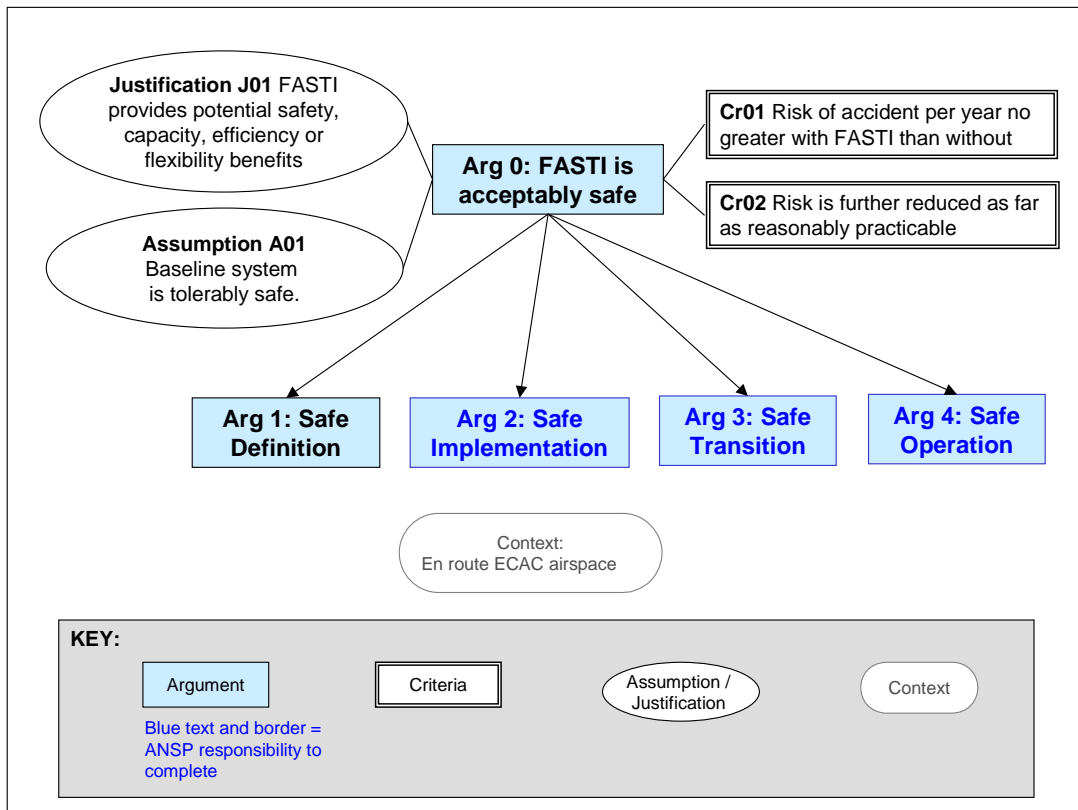 Justification J01 FASTI
provides potential safety,
capacity, efficiency or
flexibility benefits
Assumption A01
Baseline system
is tolerably safe.
Arg 0: FASTI is
acceptably safe
Cr01 Risk of accident per year no
greater with FASTI than without
Cr02 Risk is further reduced as far
as reasonably practicable
Arg 1: Safe
Definition
Arg 2: Safe
Implementation
Arg 3: Safe
Transition
Arg 4: Safe
Operation
Context:
En route ECAC airspace
KEY:
Argument
Blue text and border =
ANSP responsibility to
complete
Criteria
Assumption /
Justification
Context